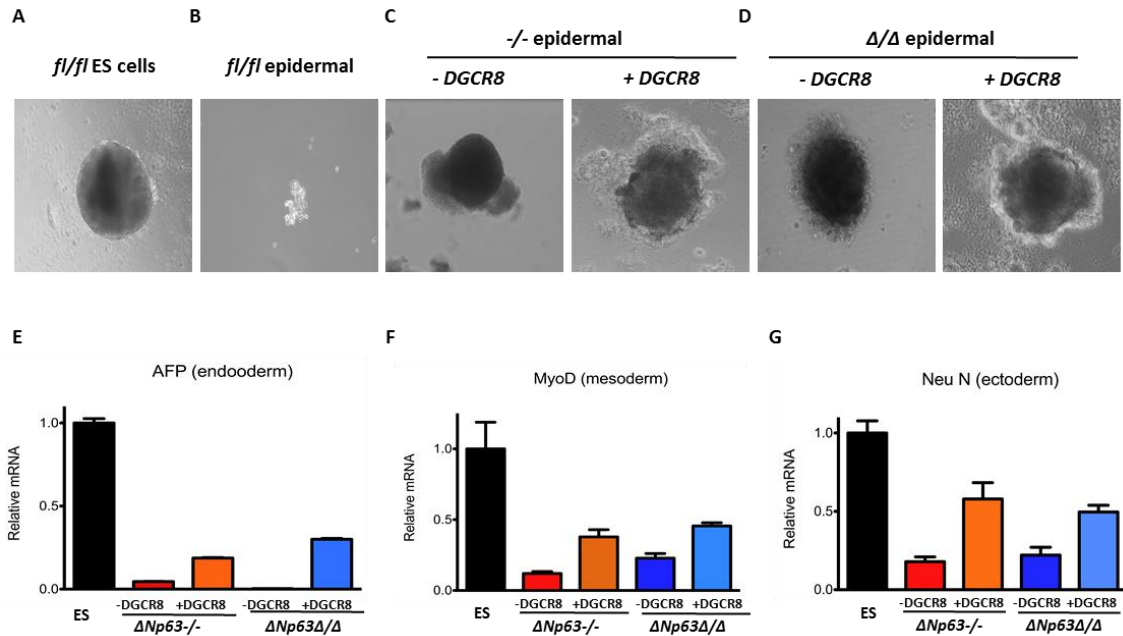 A
B
C
D
fl/fl ES cells
fl/fl epidermal
-/- epidermal
- DGCR8
+ DGCR8
Δ/Δ epidermal
- DGCR8
+ DGCR8
E
AFP (endooderm)
Relative mRNA
1.0
0.5
0.0
ES
-DGCR8 +DGCR8 -DGCR8 +DGCR8
ΔNp63-/- ΔNp63Δ/Δ
F
MyoD (mesoderm)
Relative mRNA
1.0
0.5
0.0
ES
-DGCR8 +DGCR8 -DGCR8 +DGCR8
ΔNp63-/- ΔNp63Δ/Δ
G
Neu N (ectoderm)
Relative mRNA
1.0
0.5
0.0
ES
-DGCR8 +DGCR8 -DGCR8 +DGCR8
ΔNp63-/- ΔNp63Δ/Δ